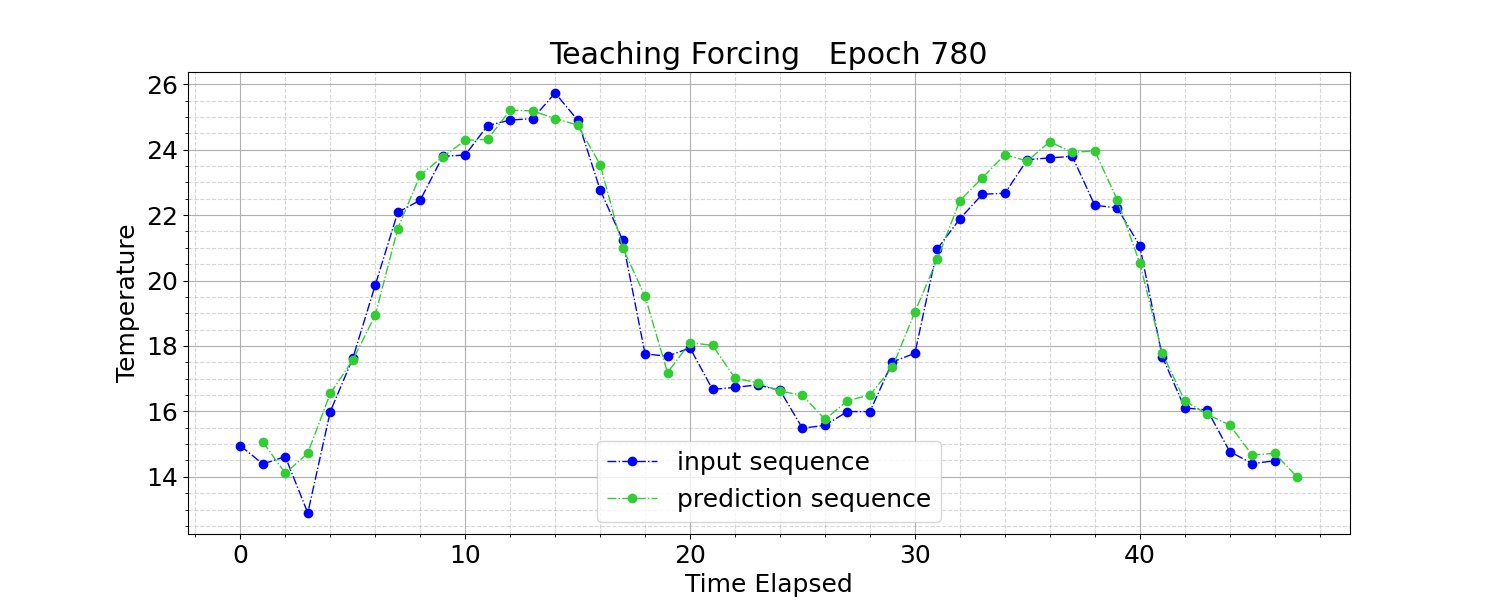 Teaching Forcing   Epoch 780
26
24
22
20
18
16
14
Temperature
input sequence
prediction sequence
0 10 20 30 40
Time Elapsed